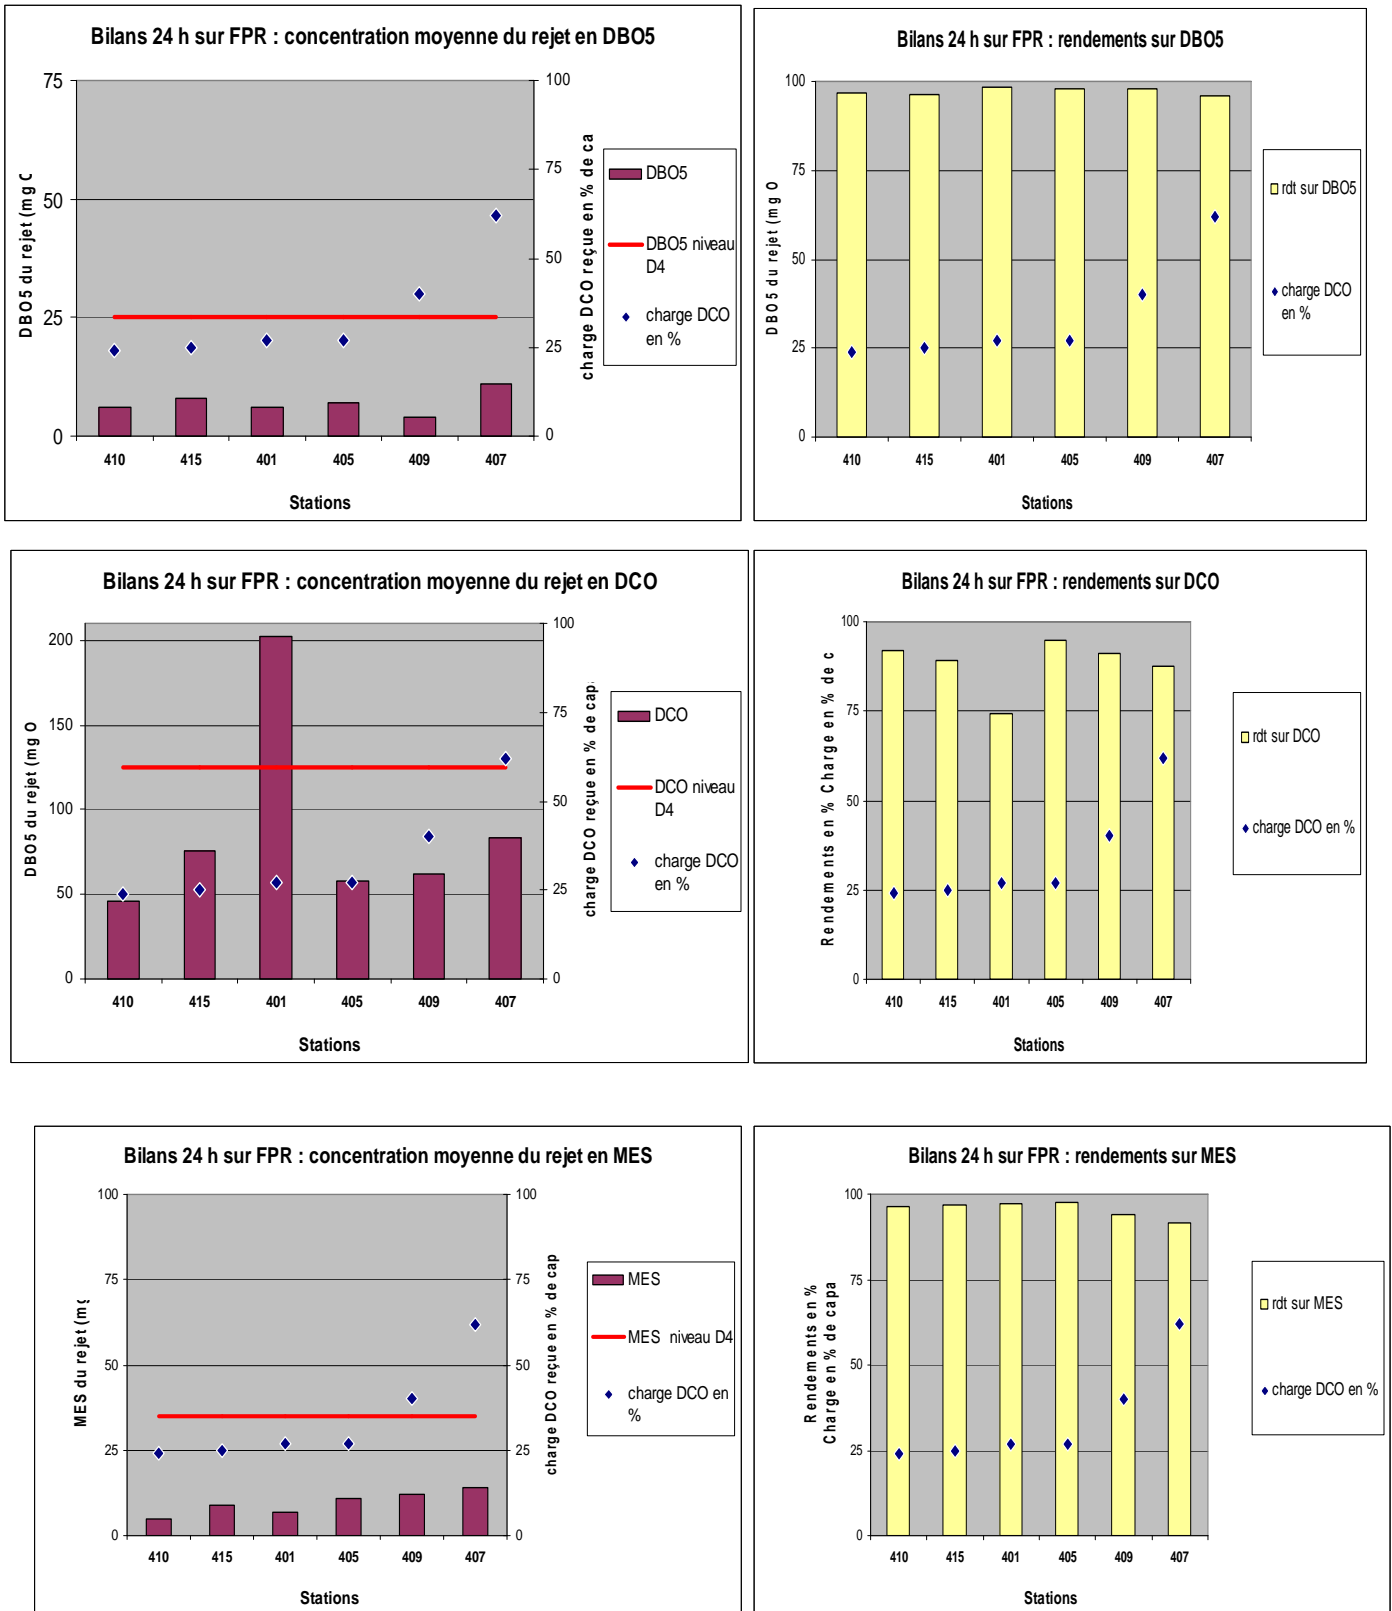 Bilans 24 h sur FPR : concentration moyenne du rejet en DBO5
75
50
25
0
100
75
50
25
0
DBO5 du rejet (mg O
charge DCO reçue en % de ca
410 415 401 405 409 407
Stations
DBO5
DBO5 niveau
D4
charge DCO
en %
Bilans 24 h sur FPR : rendements sur DBO5
100
75
50
25
0
DBO5 du rejet (mg O
410 415 401 405 409 407
Stations
rdt sur DBO5
charge DCO
en %
Bilans 24 h sur FPR : concentration moyenne du rejet en DCO
200
150
100
50
0
100
75
50
25
0
DBO5 du rejet (mg O
charge DCO reçue en % de cap
410 415 401 405 409 407
Stations
DCO
DCO niveau
D4
charge DCO
en %
Bilans 24 h sur FPR : rendements sur DCO
100
75
50
25
0
Rendements en % Charge en % de c
410 415 401 405 409 407
Stations
rdt sur DCO
charge DCO en %
Bilans 24 h sur FPR : concentration moyenne du rejet en MES
100
75
50
25
0
100
75
50
25
0
MES du rejet (mg
charge DCO reçue en % de cap
410 415 401 405 409 407
Stations
MES
MES niveau D4
charge DCO en
%
Bilans 24 h sur FPR : rendements sur MES
100
75
50
25
0
Rendements en %
Charge en % de capa
410 415 401 405 409 407
Stations
rdt sur MES
charge DCO en %